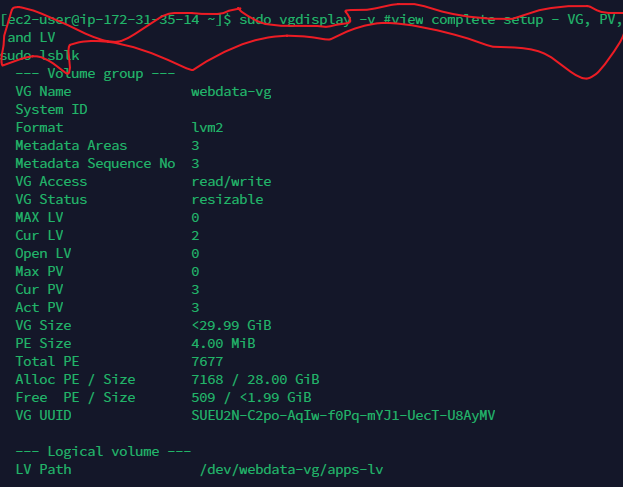 [ec2-user@ip-172-31-35-14 ~]$ sudo vgdisplay -v #view complete setup - VG, PV,
and LV
sudo lsblk
--- Volume group ---
VG Name webdata-vg
System ID
Format lvm2
Metadata Areas 3
Metadata Sequence No 3
VG Access read/write
VG Status resizable
MAX LV 0
Cur LV 2
Open LV 0
Max PV 0
Cur PV 3
Act PV 3
VG Size <29.99 GiB
PE Size 4.00 MiB
Total PE 7677
Alloc PE / Size 7168 / 28.00 GiB
Free PE / Size 509 / <1.99 GiB
VG UUID SUEU2N-C2po-AqIw-f0Pq-mYJ1-UecT-U8AyMV
--- Logical volume ---
LV Path /dev/webdata-vg/apps-lv